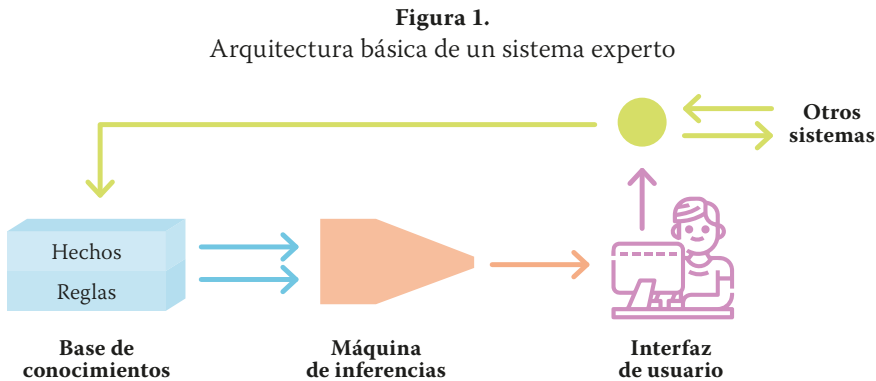 Figura 1.
Arquitectura básica de un sistema experto
Otros
sistemas
Hechos
Reglas
Base de
conocimientos
Máquina
de inferencias
Interfaz
de usuario